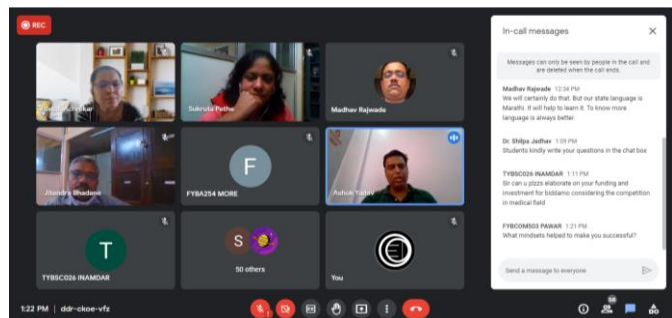 REC
In-call messages
Messages can only be seen by people in the call and
are deleted when the call ends.
Madhav Rajwade 12:34 PM
We will certainly do that. But our state language is
Marathi. It will help to learn it. To know more
language is always better.
Dr. Shilpa Jadhav 1:09 PM
Students kindly write your questions in the chat box
TYBSC026 INAMDAR 1:11 PM
Sir can u plzzs elaborate on your funding and
investment for biddamo considering the competition
in medical field
FYBCOM503 PAWAR 1:21 PM
What mindsets helped to make you successful?
Send a message to everyone
Sukruta Pethe
Madhav Rajwade
Jitendra Bhadane
F
FYBA254 MORE
Ashok Yadav
T
TYBSC026 INAMDAR
S
50 others
You
1:22 PM | ddr-ckoe-vfz
58